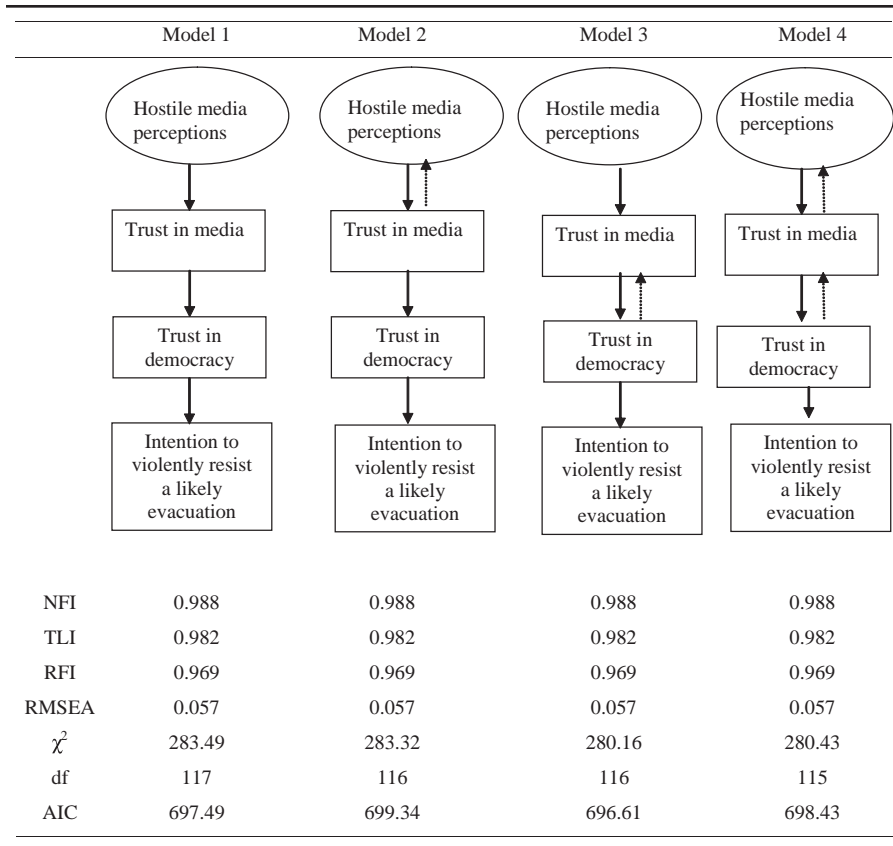 Model 1 Model 2 Model 3 Model 4
Hostile media perceptions Hostile media perceptions Hostile media perceptions Hostile media perceptions
Trust in media Trust in media Trust in media Trust in media
Trust in democracy Trust in democracy Trust in democracy Trust in democracy
Intention to violently resist a likely evacuation Intention to violently resist a likely evacuation Intention to violently resist a likely evacuation Intention to violently resist a likely evacuation
NFI 0.988 0.988 0.988 0.988
TLI 0.982 0.982 0.982 0.982
RFI 0.969 0.969 0.969 0.969
RMSEA 0.057 0.057 0.057 0.057
χ² 283.49 283.32 280.16 280.43
df 117 116 116 115
AIC 697.49 699.34 696.61 698.43